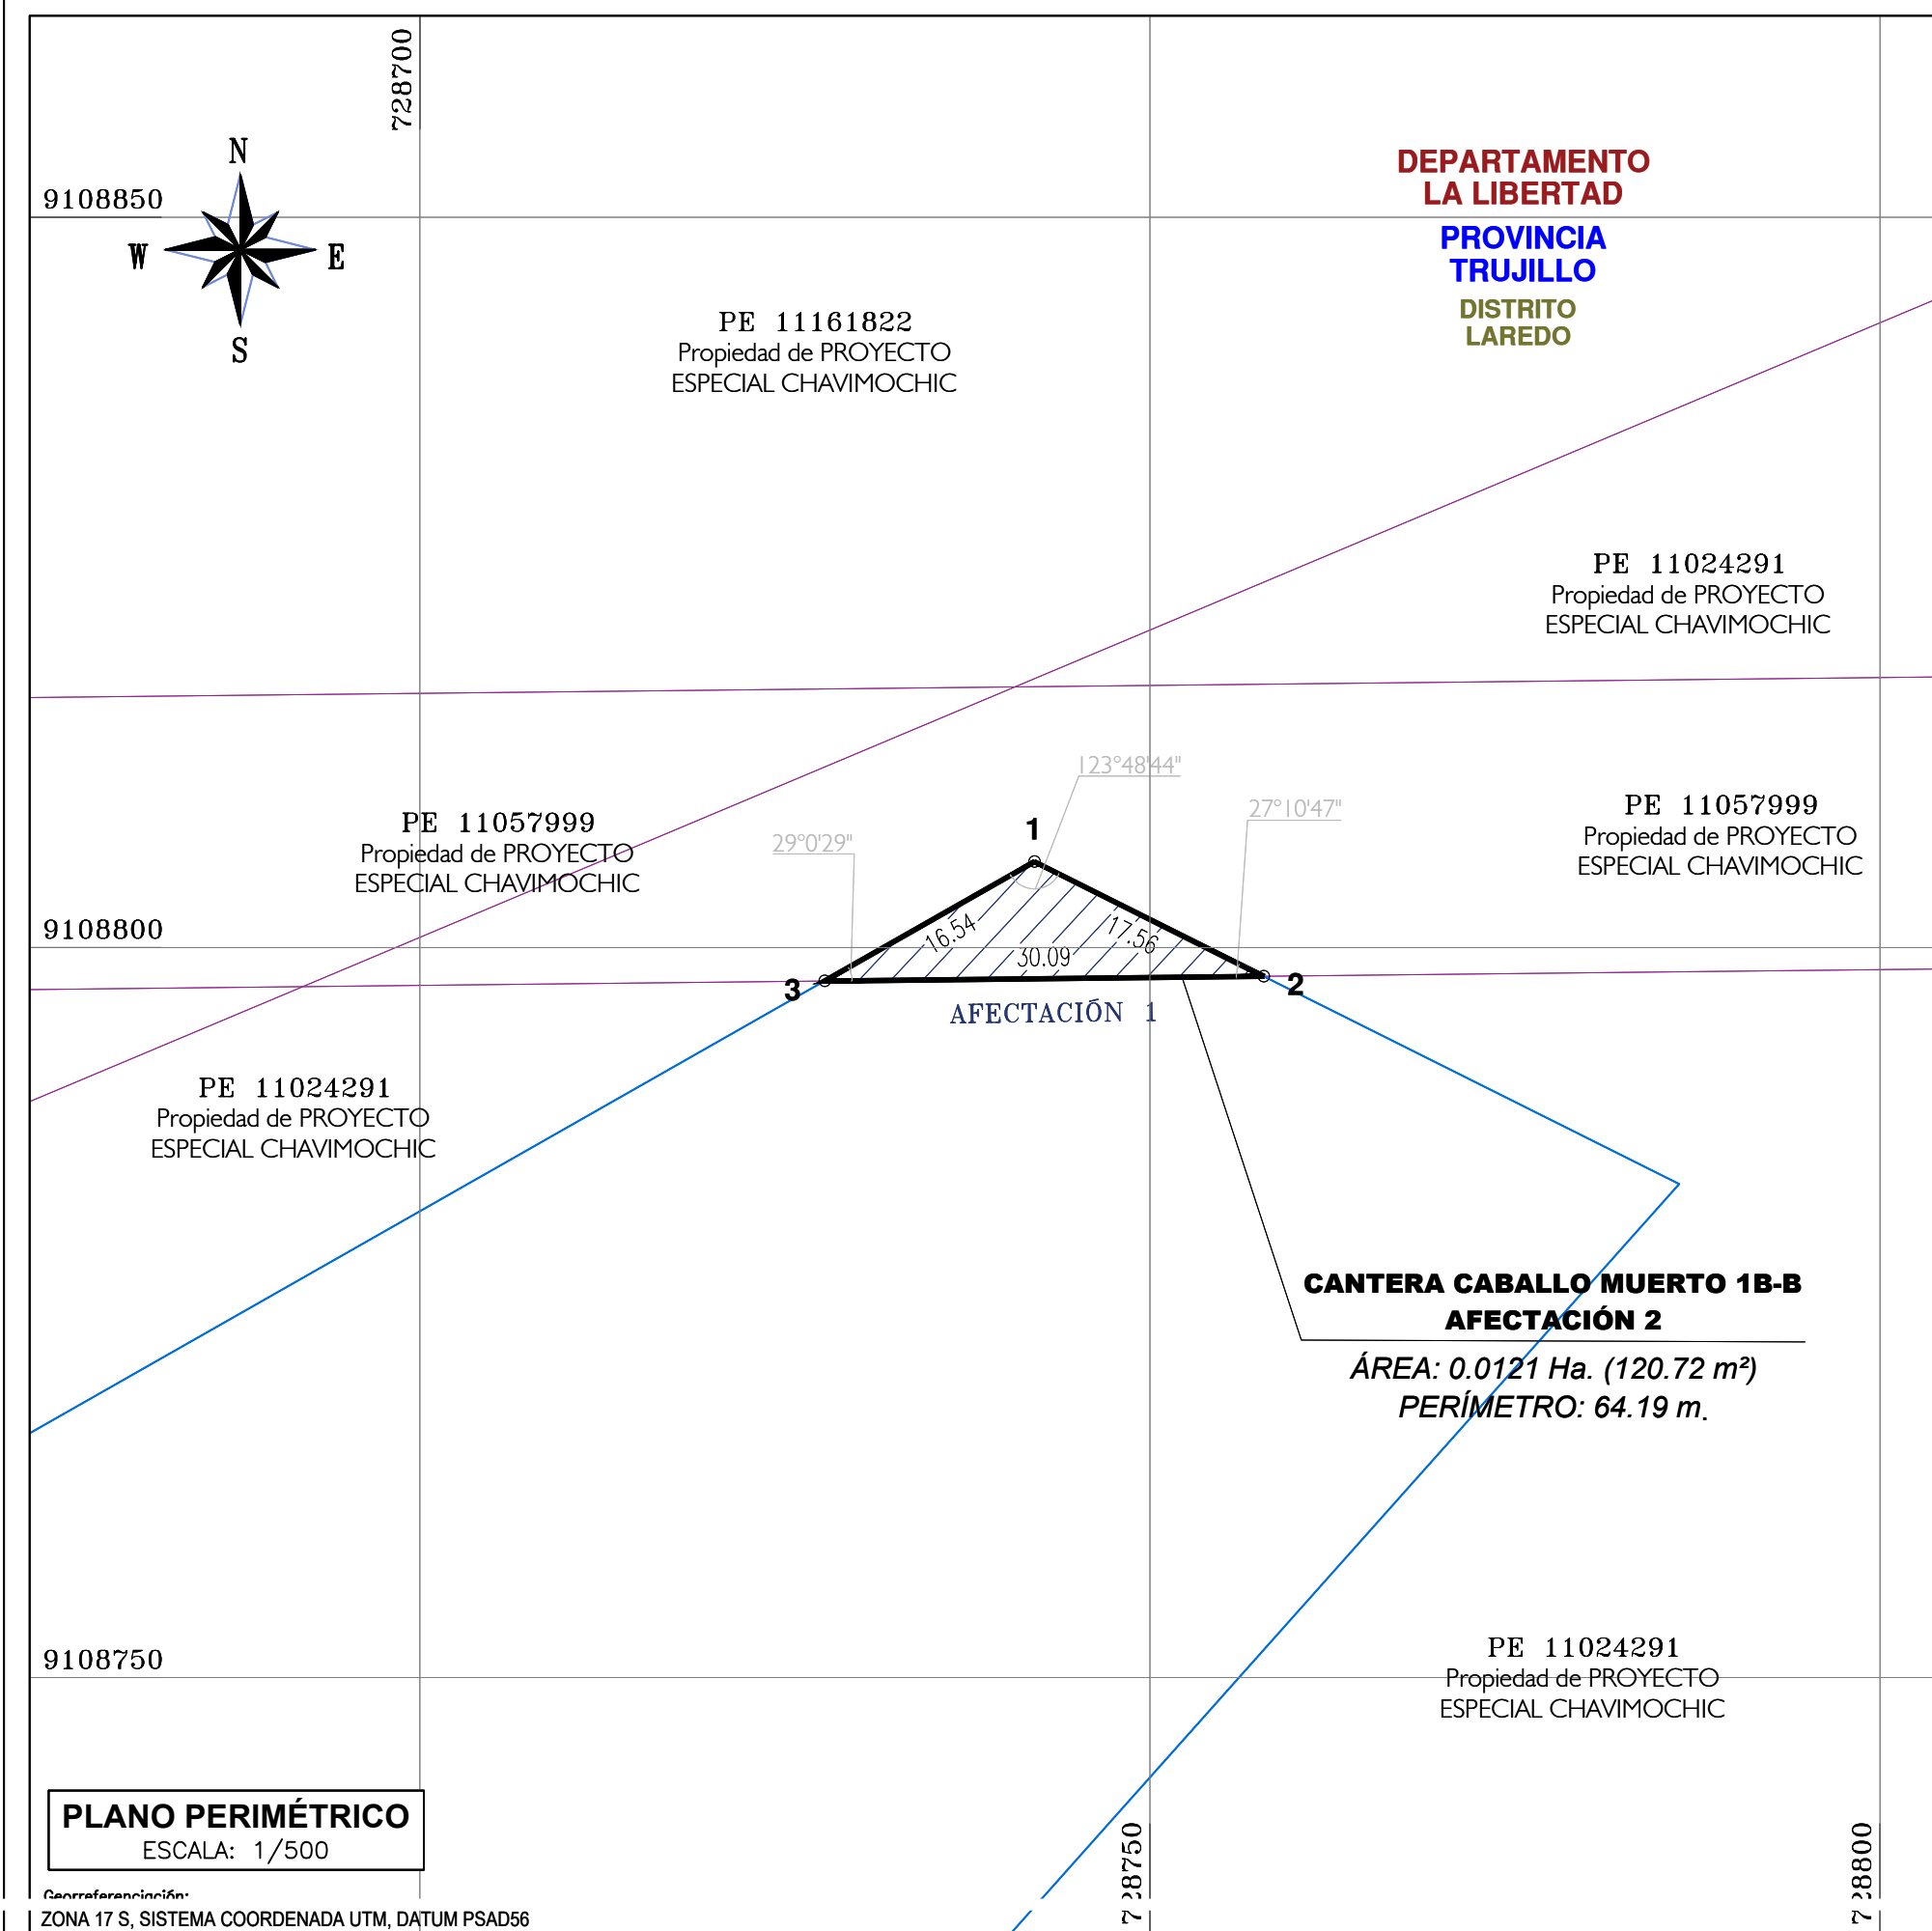 728700
N
9108850
W
E
S
DEPARTAMENTO
LA LIBERTAD
PROVINCIA
TRUJILLO
DISTRITO
LAREDO
PE 11161822
Propiedad de PROYECTO
ESPECIAL CHAVIMOCHIC
PE 11024291
Propiedad de PROYECTO
ESPECIAL CHAVIMOCHIC
123°48'44"
27°10'47"
29°0'29"
1
PE 11057999
Propiedad de PROYECTO
ESPECIAL CHAVIMOCHIC
PE 11057999
Propiedad de PROYECTO
ESPECIAL CHAVIMOCHIC
9108800
16.54
17.56
30.09
3
2
AFECTACIÓN 1
PE 11024291
Propiedad de PROYECTO
ESPECIAL CHAVIMOCHIC
CANTERA CABALLO MUERTO 1B-B
AFECTACIÓN 2
ÁREA: 0.0121 Ha. (120.72 m²)
PERÍMETRO: 64.19 m.
9108750
PE 11024291
Propiedad de PROYECTO
ESPECIAL CHAVIMOCHIC
PLANO PERIMÉTRICO
ESCALA: 1/500
728750
728800
Georreferenciación:
ZONA 17 S, SISTEMA COORDENADA UTM, DATUM PSAD56